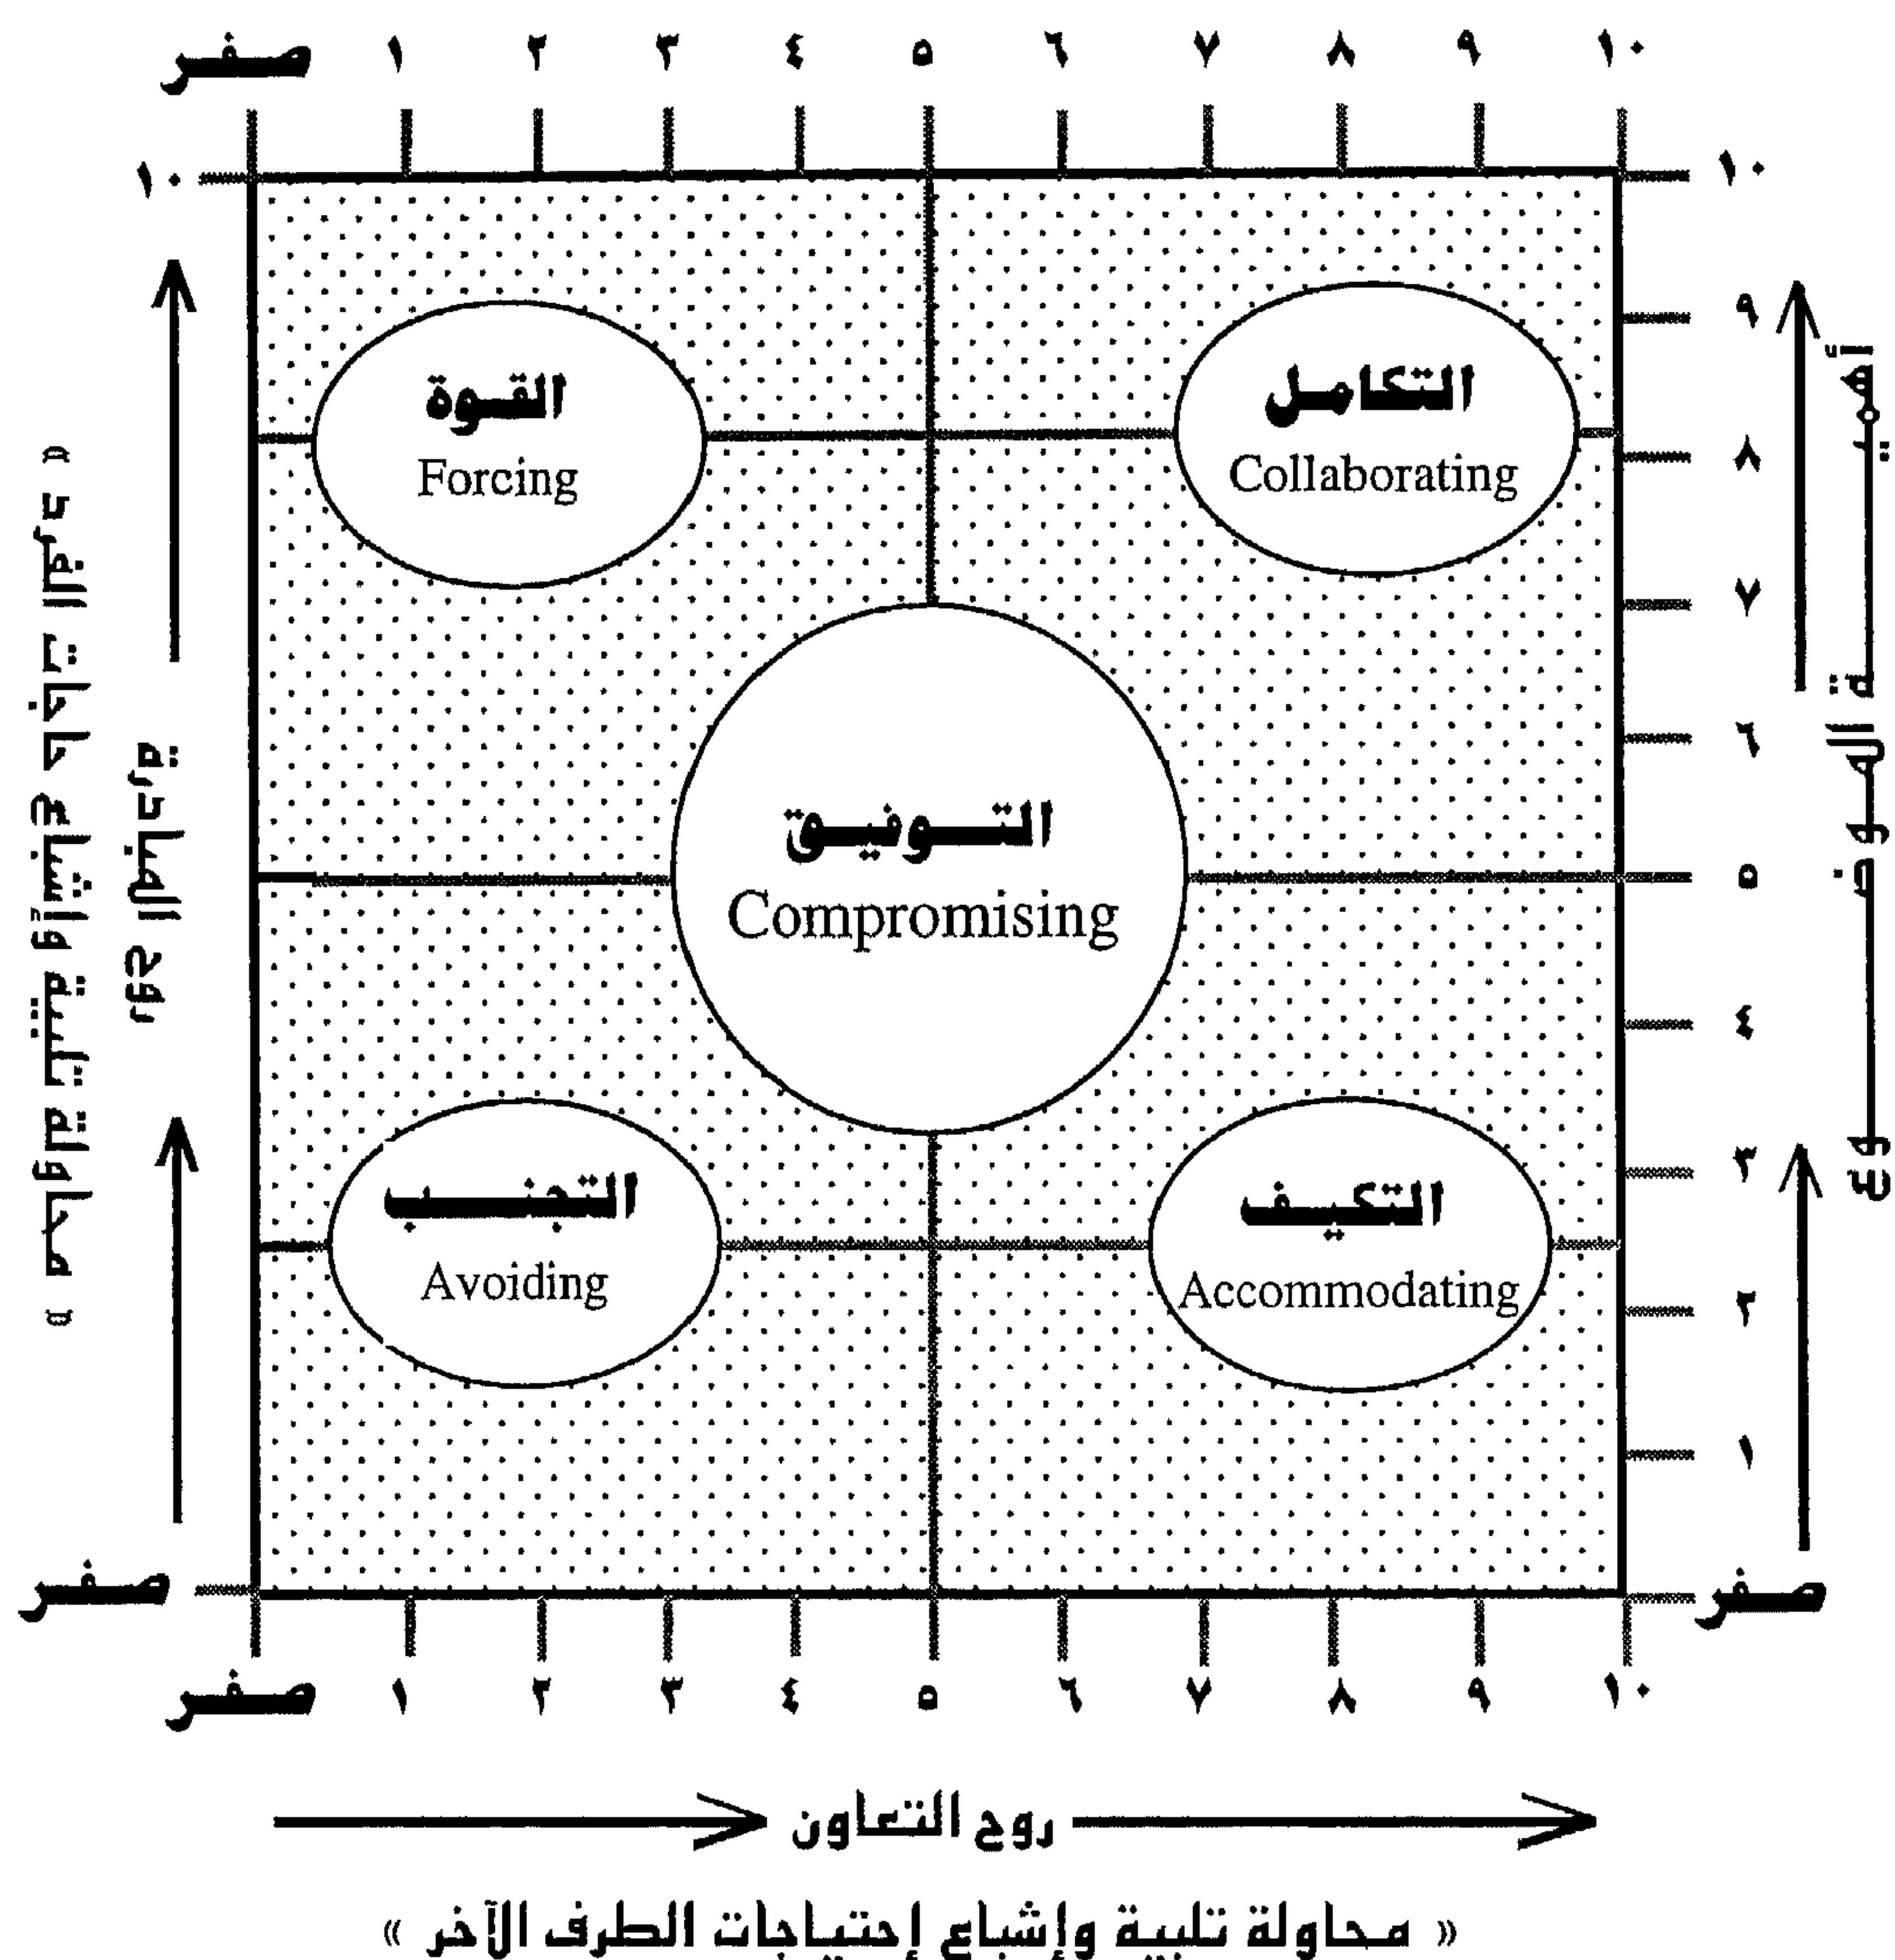 صفر ١ ٢ ٣ ٤ ٥ ٦ ٧ ٨ ٩ ١٠
١٠
١٠
٩
٨
٧
٦
٥
٤
٣
٢
١
صفر
صفر
أهمية الموضوع
روح المبادرة
« محاولة تلبية وإشباع حاجات الفرد »
التكامل
Collaborating
القوة
Forcing
التوفيق
Compromising
التكيف
Accommodating
التجنب
Avoiding
صفر ١ ٢ ٣ ٤ ٥ ٦ ٧ ٨ ٩ ١٠
روح التعاون
« محاولة تلبية وإشباع إحتياجات الطرف الآخر »